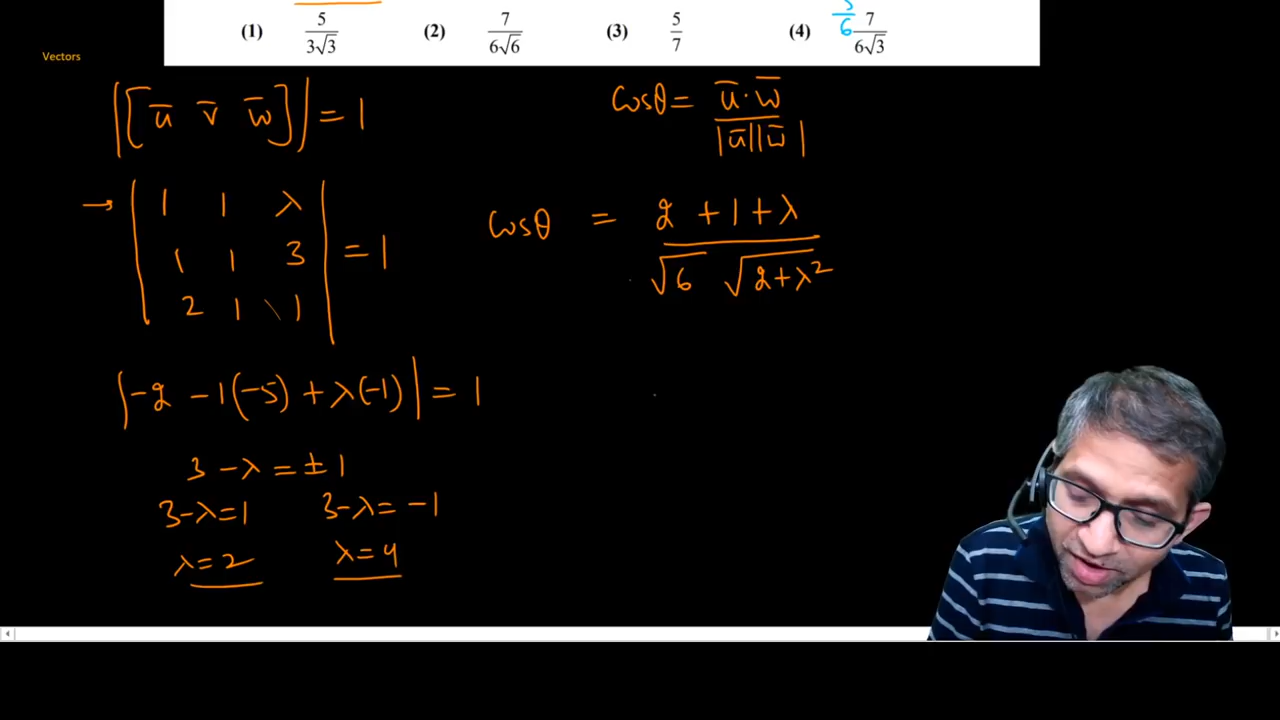 5/6
(1) 5/(3√3) (2) 7/(6√6) (3) 5/7 (4) 7/(6√3)
Vectors
|[u̅ v̅ w̅]| = 1
cosθ = (u̅ · w̅)/(|u̅||w̅|)
→ | 1 1 λ |
| 1 1 3 | = 1
| 2 1 1 |
cosθ = (2 + 1 + λ)/(√6 √(2+λ²))
|-2 - 1(-5) + λ(-1)| = 1
3 - λ = ± 1
3-λ=1 3-λ= -1
λ=2 λ=4